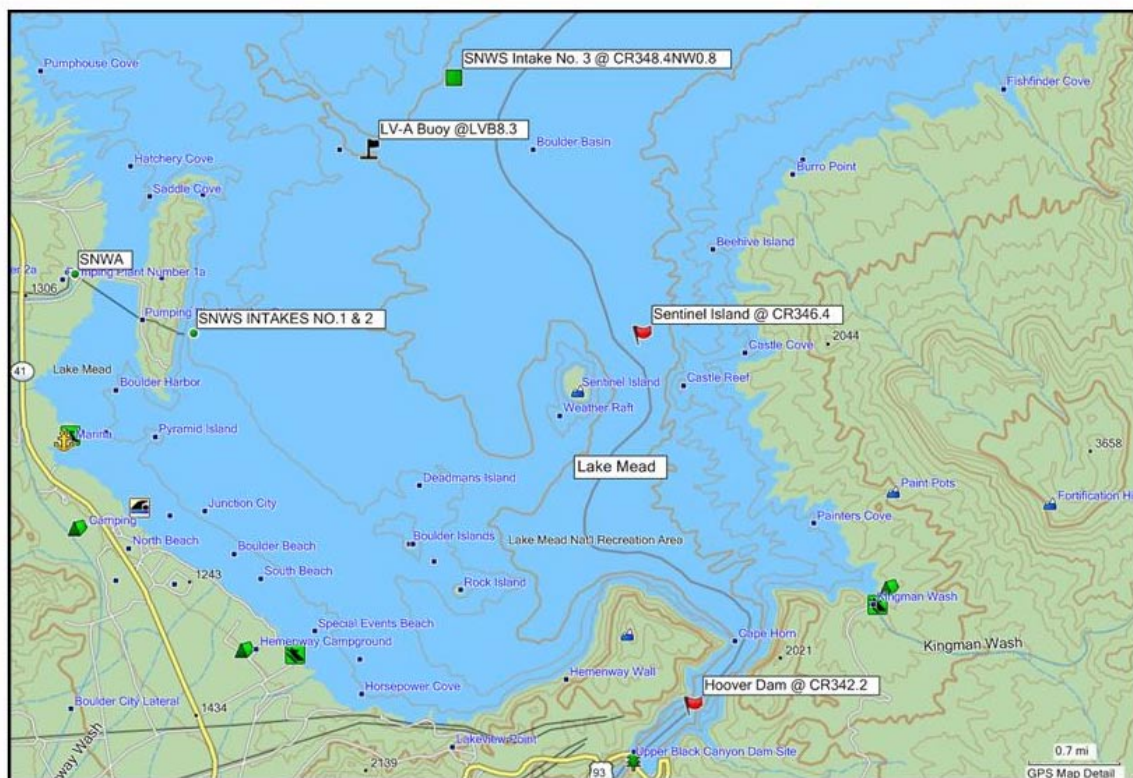 SNWS Intake No. 3 @ CR348.4NW0.8
Pumphouse Cove
Fishfinder Cove
LV-A Buoy @LVB8.3
Boulder Basin
Hatchery Cove
Burro Point
Saddle Cove
Beehive Island
SNWA
Pumping Plant Number 1a
1306
Sentinel Island @ CR346.4
SNWS INTAKES NO.1 & 2
2044
Castle Cove
41
Lake Mead
Boulder Harbor
Sentinel Island
Castle Reef
Weather Raft
Marina
Pyramid Island
3658
Lake Mead
Deadmans Island
Paint Pots
Fortification Hi
Junction City
Camping
Painters Cove
North Beach
Boulder Beach
Boulder Islands
Lake Mead Nat'l Recreation Area
1243
South Beach
Rock Island
Kingman Wash
Special Events Beach
Cape Horn
Kingman Wash
Hemenway Campground
2021
Hemenway Wall
Hoover Dam @ CR342.2
Horsepower Cove
Boulder City Lateral
1434
Lakeview Point
Upper Black Canyon Dam Site
0.7 mi
2139
93
GPS Map Detail